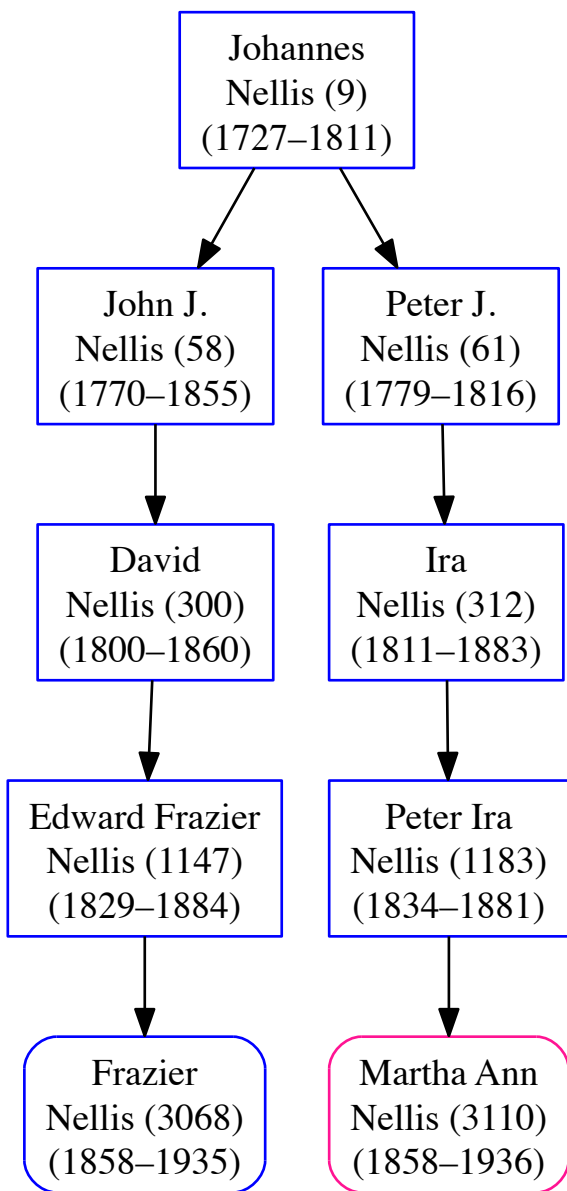 Johannes
Nellis (9)
(1727–1811)
John J.
Nellis (58)
(1770–1855)
Peter J.
Nellis (61)
(1779–1816)
David
Nellis (300)
(1800–1860)
Ira
Nellis (312)
(1811–1883)
Edward Frazier
Nellis (1147)
(1829–1884)
Peter Ira
Nellis (1183)
(1834–1881)
Frazier
Nellis (3068)
(1858–1935)
Martha Ann
Nellis (3110)
(1858–1936)